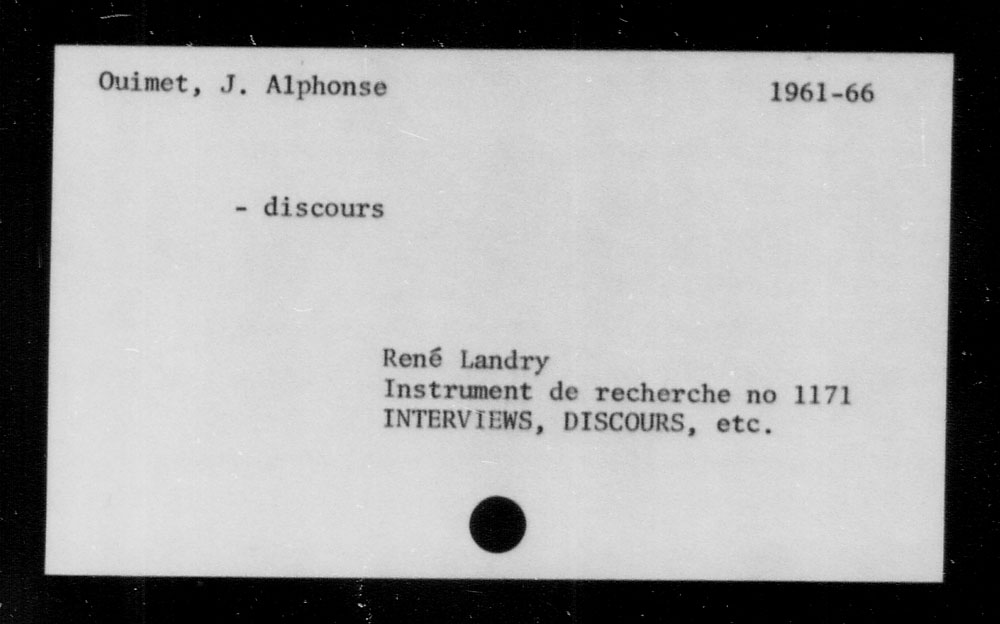 Ouimet, J. Alphonse 1961-66
- discours
René Landry
Instrument de recherche no 1171
INTERVIEWS, DISCOURS, etc.